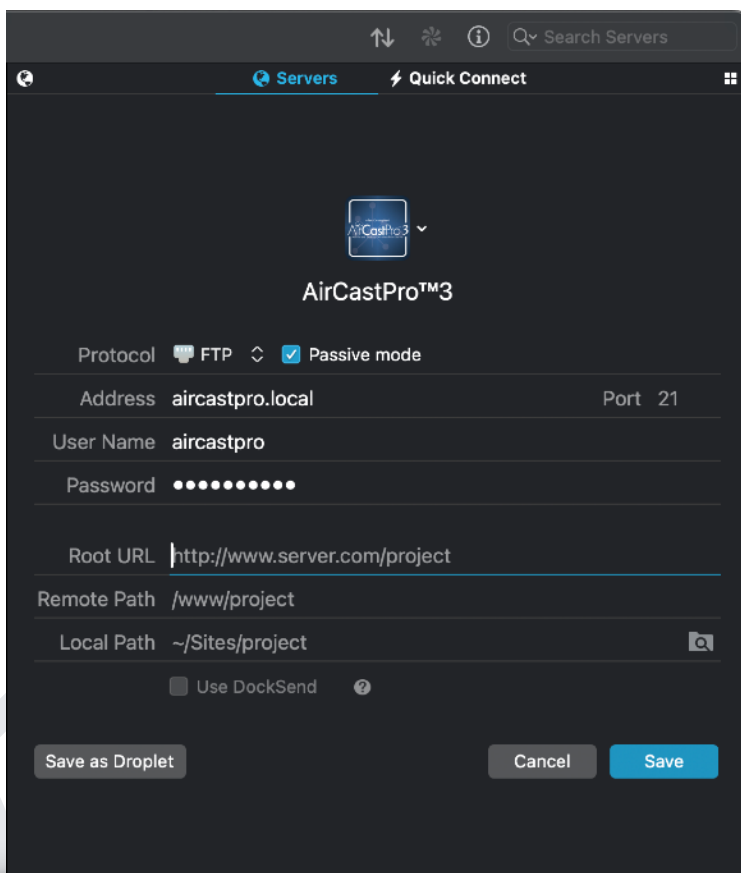 Search Servers
Servers Quick Connect
AirCastPro3
AirCastPro™3
Protocol FTP Passive mode
Address aircastpro.local Port 21
User Name aircastpro
Password ••••••••••
Root URL http://www.server.com/project
Remote Path /www/project
Local Path ~/Sites/project
Use DockSend ?
Save as Droplet Cancel Save